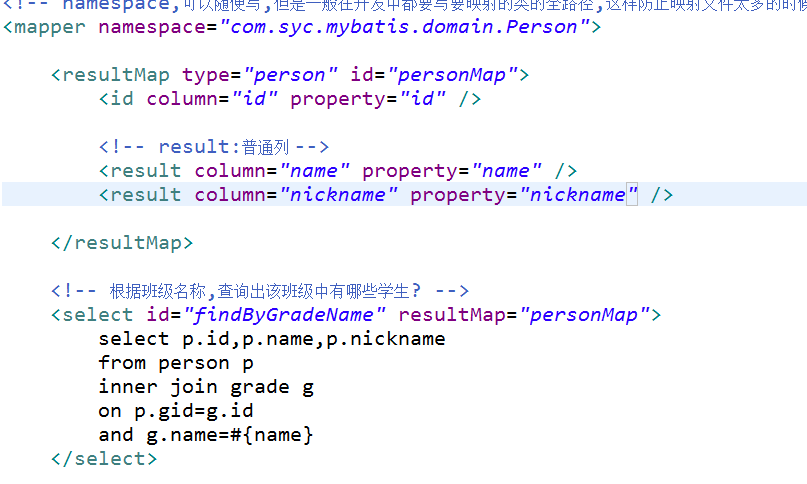 <!-- namespace,可以随便写,但是一般在开发中都要写要映射的类的全路径,这样防止映射文件太多的时候
<mapper namespace="com.syc.mybatis.domain.Person">
<resultMap type="person" id="personMap">
<id column="id" property="id" />
<!-- result:普通列 -->
<result column="name" property="name" />
<result column="nickname" property="nickname" />
</resultMap>
<!-- 根据班级名称,查询出该班级中有哪些学生? -->
<select id="findByGradeName" resultMap="personMap">
select p.id,p.name,p.nickname
from person p
inner join grade g
on p.gid=g.id
and g.name=#{name}
</select>